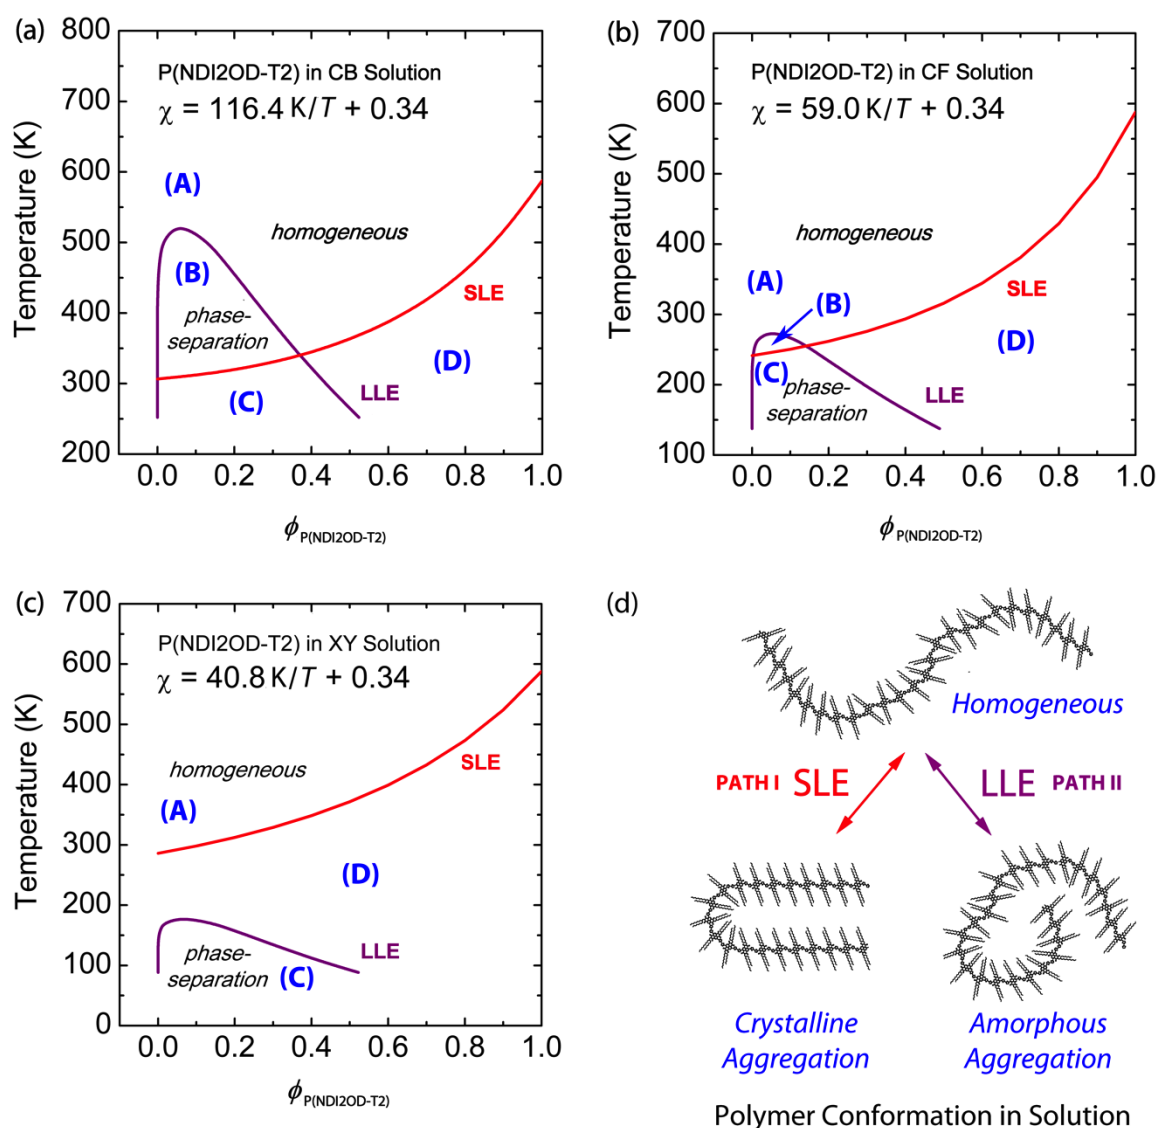 (a)
800
700
600
500
400
300
200
Temperature (K)
P(NDI2OD-T2) in CB Solution
χ = 116.4 K/T + 0.34
(A)
homogeneous
(B)
phase-
separation
SLE
(D)
(C)
LLE
0.0 0.2 0.4 0.6 0.8 1.0
ϕ P(NDI2OD-T2)
(b)
700
600
500
400
300
200
100
Temperature (K)
P(NDI2OD-T2) in CF Solution
χ = 59.0 K/T + 0.34
homogeneous
(A)
(B)
SLE
(D)
(C)
phase-
separation
LLE
0.0 0.2 0.4 0.6 0.8 1.0
ϕ P(NDI2OD-T2)
(c)
700
600
500
400
300
200
100
0
Temperature (K)
P(NDI2OD-T2) in XY Solution
χ = 40.8 K/T + 0.34
SLE
homogeneous
(A)
(D)
phase-
separation
LLE
(C)
0.0 0.2 0.4 0.6 0.8 1.0
ϕ P(NDI2OD-T2)
(d)
Homogeneous
PATH I SLE
LLE PATH II
Crystalline
Aggregation
Amorphous
Aggregation
Polymer Conformation in Solution